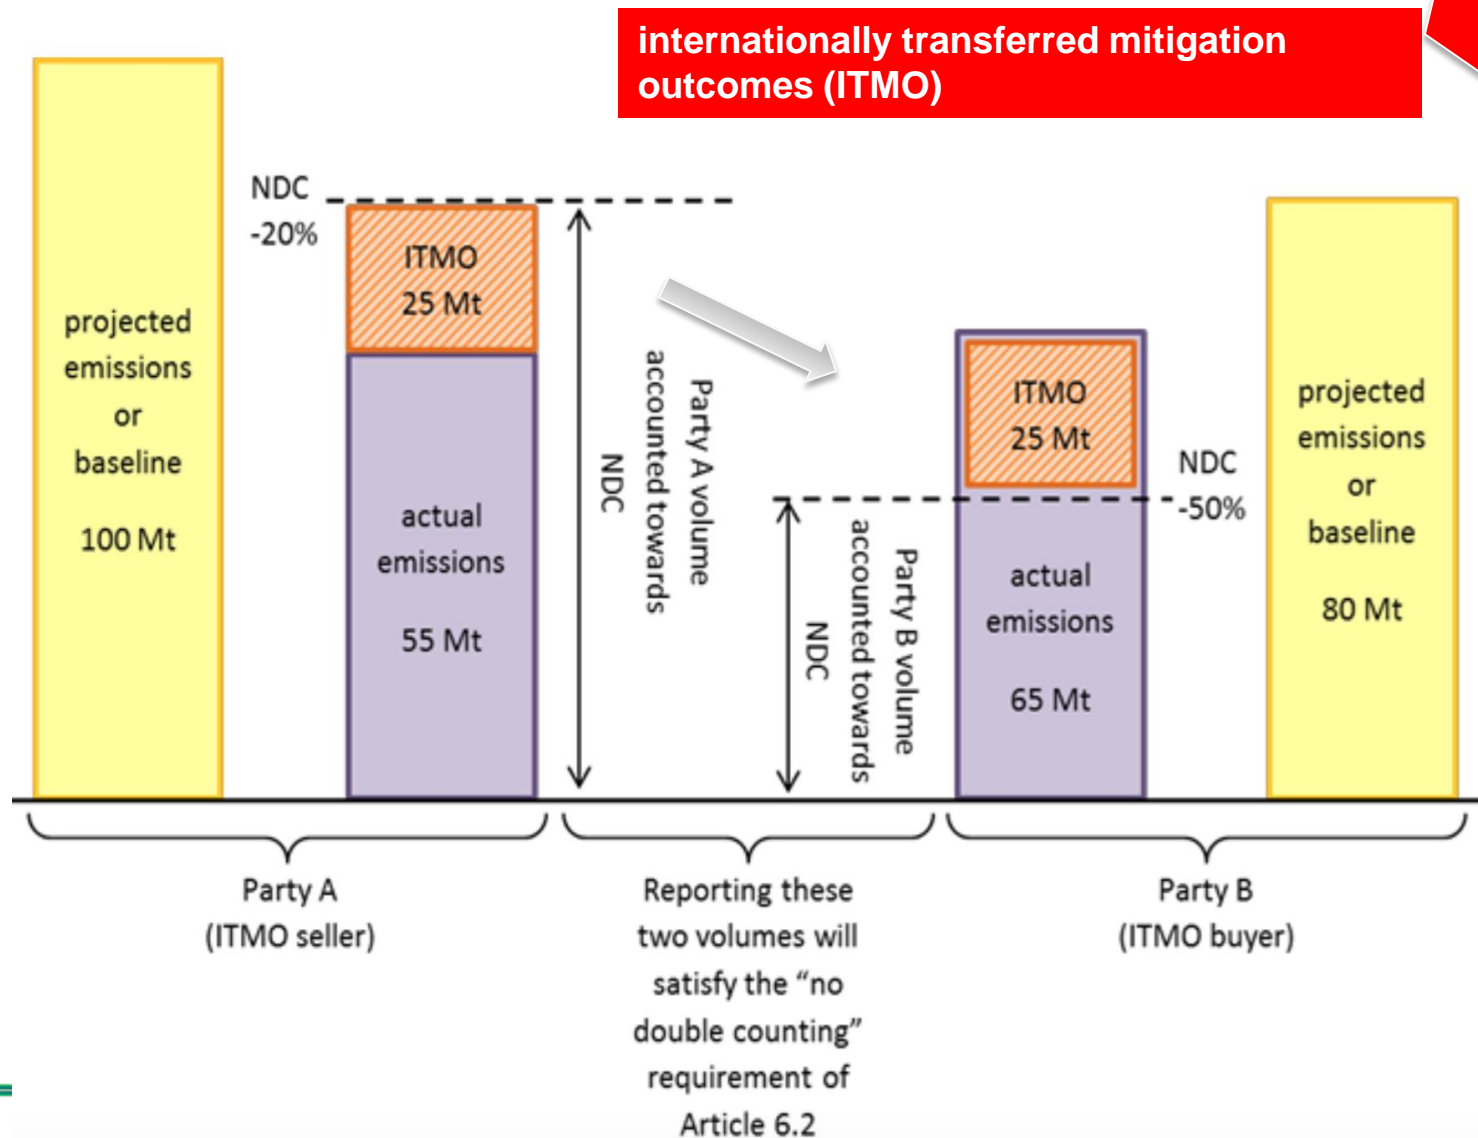 internationally transferred mitigation
outcomes (ITMO)
projected
emissions
or
baseline
100 Mt
NDC
-20%
ITMO
25 Mt
actual
emissions
55 Mt
Party A volume
accounted towards
NDC
Party B volume
accounted towards
NDC
ITMO
25 Mt
actual
emissions
65 Mt
NDC
-50%
projected
emissions
or
baseline
80 Mt
Party A
(ITMO seller)
Reporting these
two volumes will
satisfy the “no
double counting”
requirement of
Article 6.2
Party B
(ITMO buyer)